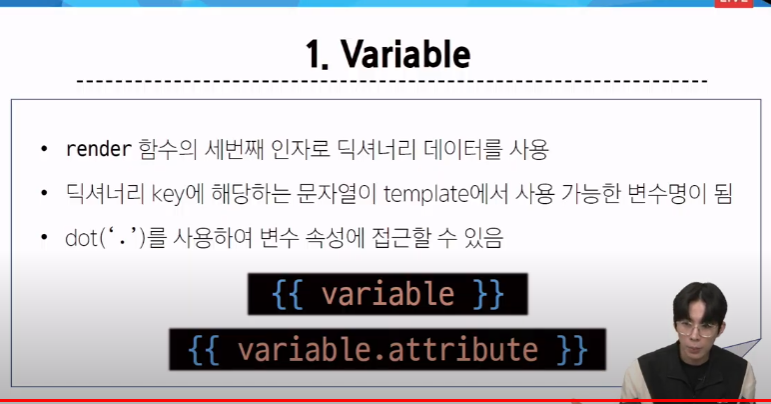 1. Variable
• render 함수의 세번째 인자로 딕셔너리 데이터를 사용
• 딕셔너리 key에 해당하는 문자열이 template에서 사용 가능한 변수명이 됨
• dot(‘.’)를 사용하여 변수 속성에 접근할 수 있음
{{ variable }}
{{ variable.attribute }}